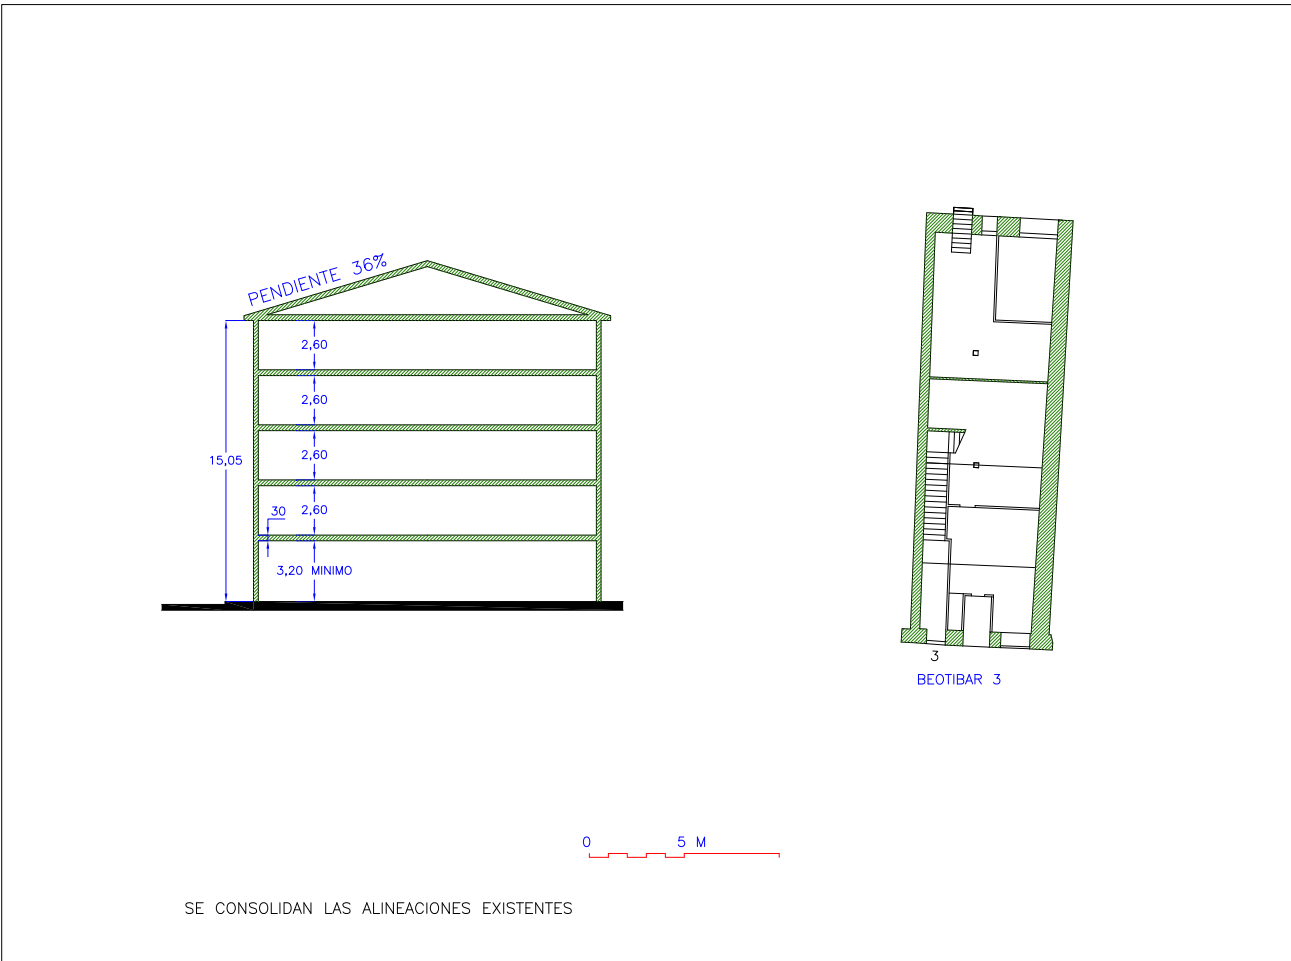 PENDIENTE 36%
2,60
2,60
15,05
2,60
30
2,60
3,20 MINIMO
3
BEOTIBAR 3
0 5 M
SE CONSOLIDAN LAS ALINEACIONES EXISTENTES